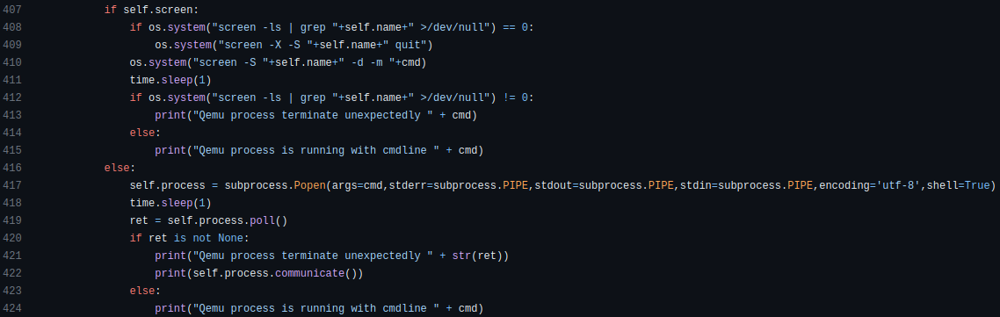 407 if self.screen:
408 if os.system("screen -ls | grep "+self.name+" >/dev/null") == 0:
409 os.system("screen -X -S "+self.name+" quit")
410 os.system("screen -S "+self.name+" -d -m "+cmd)
411 time.sleep(1)
412 if os.system("screen -ls | grep "+self.name+" >/dev/null") != 0:
413 print("Qemu process terminate unexpectedly " + cmd)
414 else:
415 print("Qemu process is running with cmdline " + cmd)
416 else:
417 self.process = subprocess.Popen(args=cmd,stderr=subprocess.PIPE,stdout=subprocess.PIPE,stdin=subprocess.PIPE,encoding='utf-8',shell=True)
418 time.sleep(1)
419 ret = self.process.poll()
420 if ret is not None:
421 print("Qemu process terminate unexpectedly " + str(ret))
422 print(self.process.communicate())
423 else:
424 print("Qemu process is running with cmdline " + cmd)